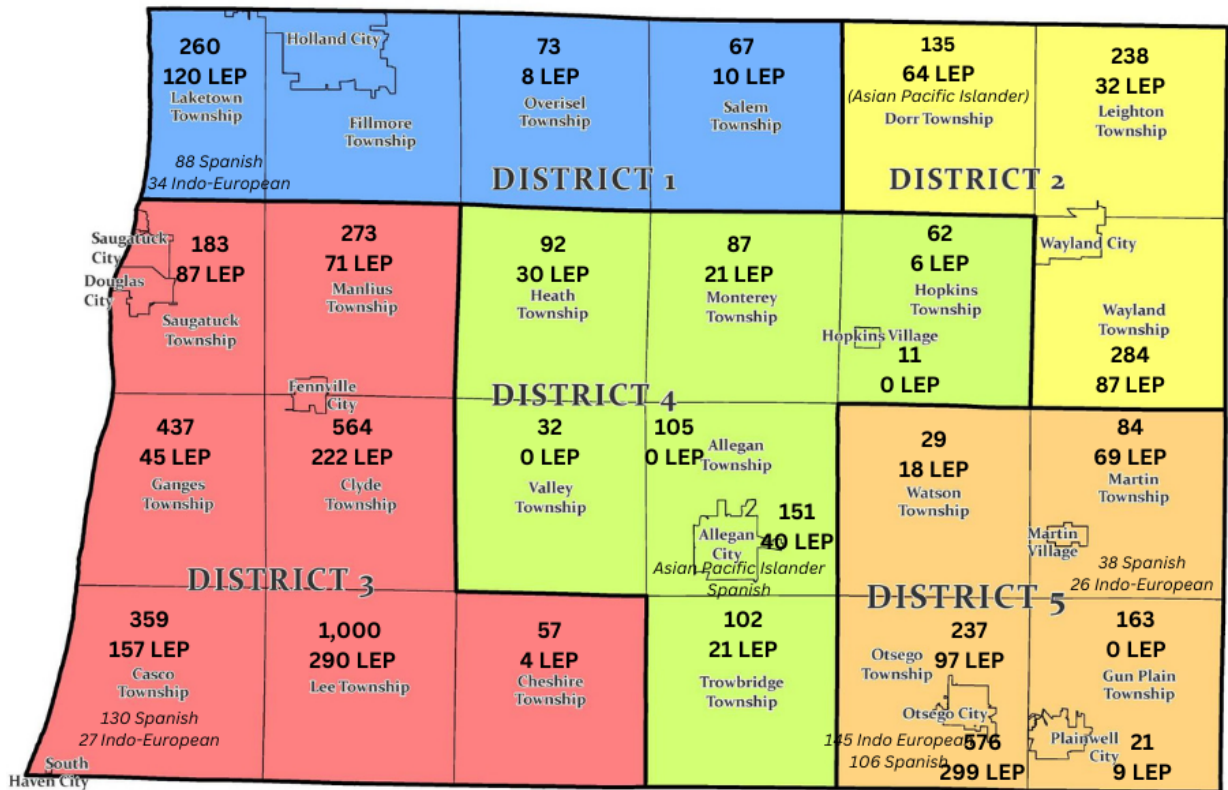 260
120 LEP
Laketown
Township
88 Spanish
34 Indo-European
Holland City
Fillmore
Township
73
8 LEP
Overisel
Township
67
10 LEP
Salem
Township
DISTRICT 1
135
64 LEP
(Asian Pacific Islander)
Dorr Township
238
32 LEP
Leighton
Township
DISTRICT 2
Saugatuck
City
Douglas
City
183
87 LEP
Saugatuck
Township
273
71 LEP
Manlius
Township
Fennville
City
92
30 LEP
Heath
Township
87
21 LEP
Monterey
Township
62
6 LEP
Hopkins
Township
Hopkins Village
11
0 LEP
Wayland City
Wayland
Township
284
87 LEP
DISTRICT 4
437
45 LEP
Ganges
Township
564
222 LEP
Clyde
Township
32
0 LEP
Valley
Township
105
0 LEP
Allegan
Township
151
40 LEP
Allegan
City
Asian Pacific Islander
Spanish
29
18 LEP
Watson
Township
84
69 LEP
Martin
Township
Martin
Village
38 Spanish
26 Indo-European
DISTRICT 3
DISTRICT 5
359
157 LEP
Casco
Township
130 Spanish
27 Indo-European
South
Haven City
1,000
290 LEP
Lee Township
57
4 LEP
Cheshire
Township
102
21 LEP
Trowbridge
Township
237
97 LEP
Otsego
Township
Otsego City
145 Indo European
106 Spanish
576
299 LEP
163
0 LEP
Gun Plain
Township
Plainwell
City
21
9 LEP